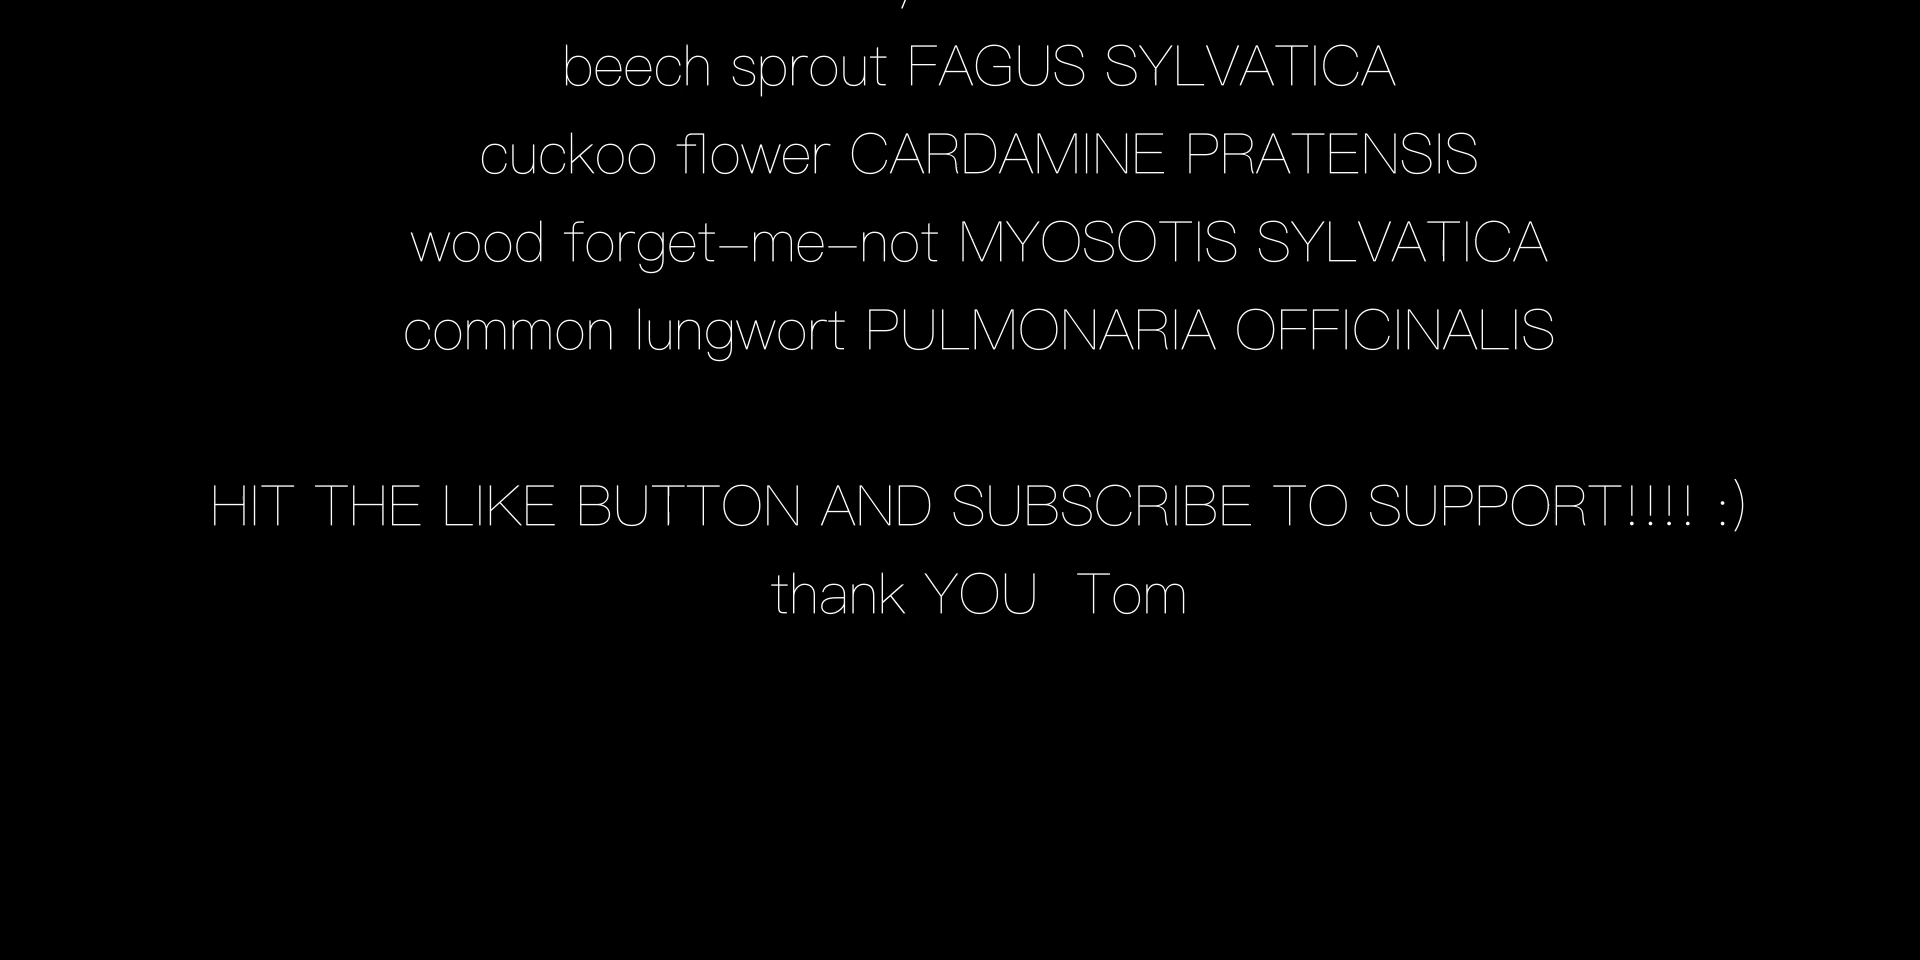 beech sprout FAGUS SYLVATICA
cuckoo flower CARDAMINE PRATENSIS
wood forget-me-not MYOSOTIS SYLVATICA
common lungwort PULMONARIA OFFICINALIS
HIT THE LIKE BUTTON AND SUBSCRIBE TO SUPPORT!!!! :)
thank YOU  Tom